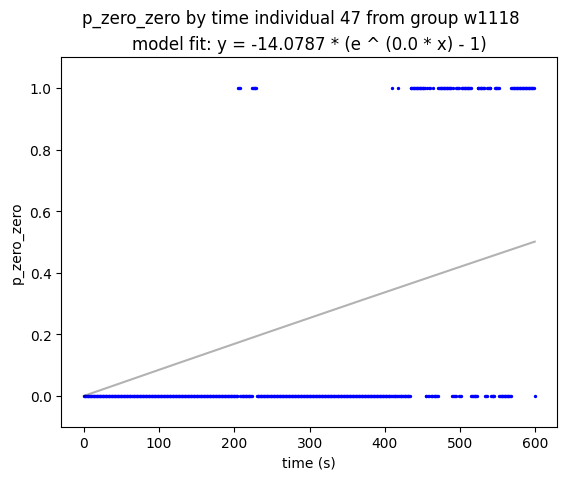 p_zero_zero by time individual 47 from group w1118
model fit: y = -14.0787 * (e ^ (0.0 * x) - 1)
1.0
0.8
0.6
0.4
0.2
0.0
p_zero_zero
0 100 200 300 400 500 600
time (s)